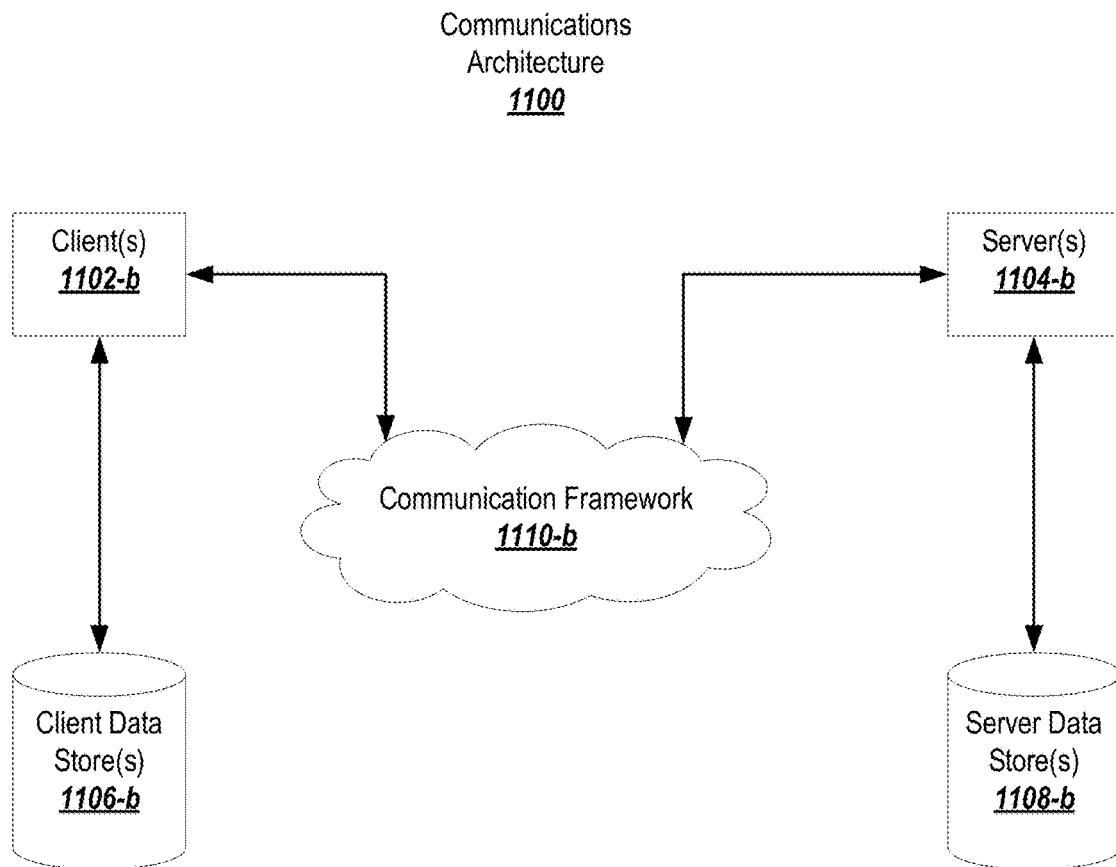 Communications
Architecture
1100
Client(s)
1102-b
Server(s)
1104-b
Communication Framework
1110-b
Client Data
Store(s)
1106-b
Server Data
Store(s)
1108-b